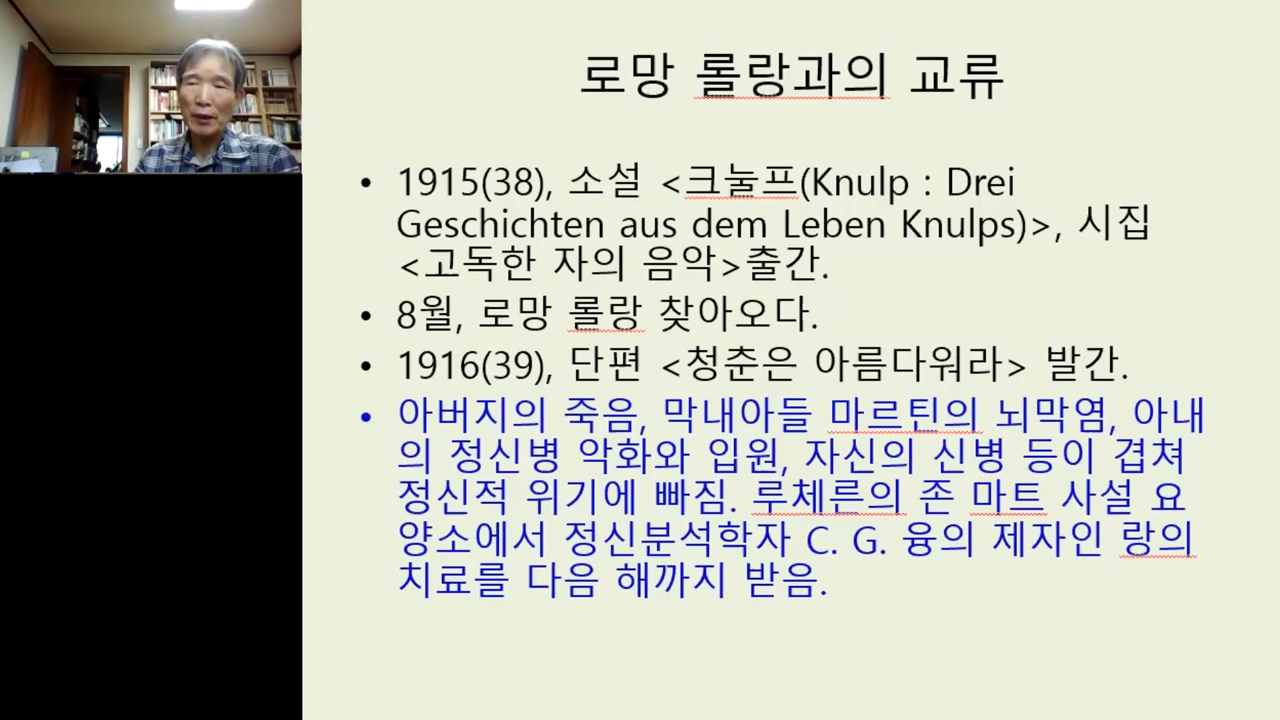 로망 롤랑과의 교류
• 1915(38), 소설 <크눌프(Knulp : Drei
Geschichten aus dem Leben Knulps)>, 시집
<고독한 자의 음악>출간.
• 8월, 로망 롤랑 찾아오다.
• 1916(39), 단편 <청춘은 아름다워라> 발간.
• 아버지의 죽음, 막내아들 마르틴의 뇌막염, 아내
의 정신병 악화와 입원, 자신의 신병 등이 겹쳐
정신적 위기에 빠짐. 루체른의 존 마트 사설 요
양소에서 정신분석학자 C. G. 융의 제자인 랑의
치료를 다음 해까지 받음.